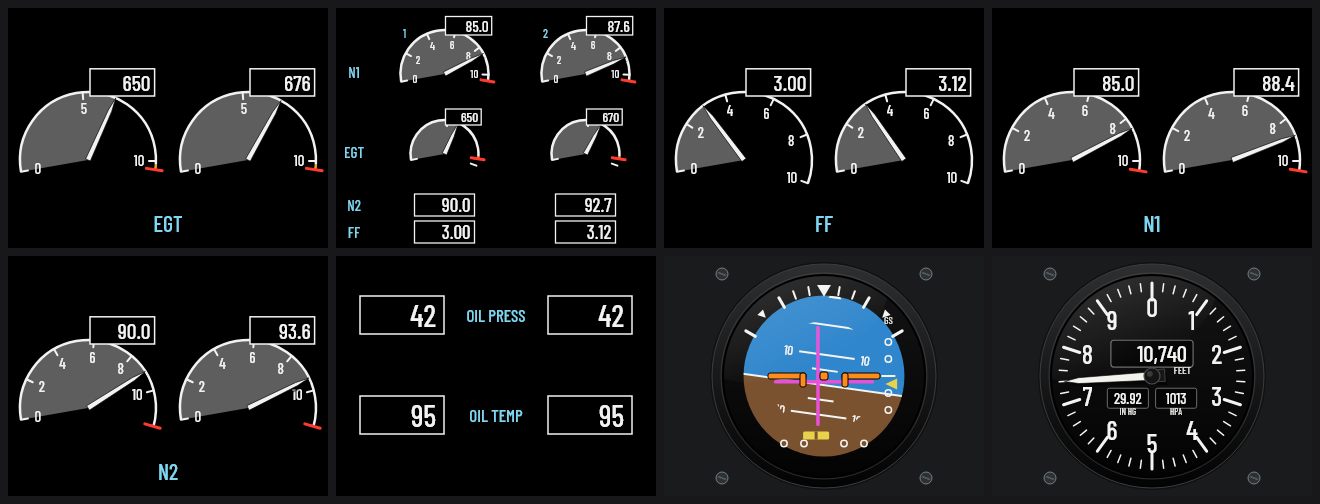 650 676
5 5
0 10 0 10
EGT
1 85.0 2 87.6
N1 0 2 4 6 8 10 0 2 4 6 8 10
EGT 650 670
N2 90.0 92.7
FF 3.00 3.12
3.00 3.12
0 2 4 6 8 10 0 2 4 6 8 10
FF
85.0 88.4
0 2 4 6 8 10 0 2 4 6 8 10
N1
90.0 93.6
0 2 4 6 8 10 0 2 4 6 8 10
N2
42 OIL PRESS 42
95 OIL TEMP 95
GS
10 10
0 1 2 3 4 5 6 7 8 9
10,740
FEET
29.92 1013
IN HG HPA